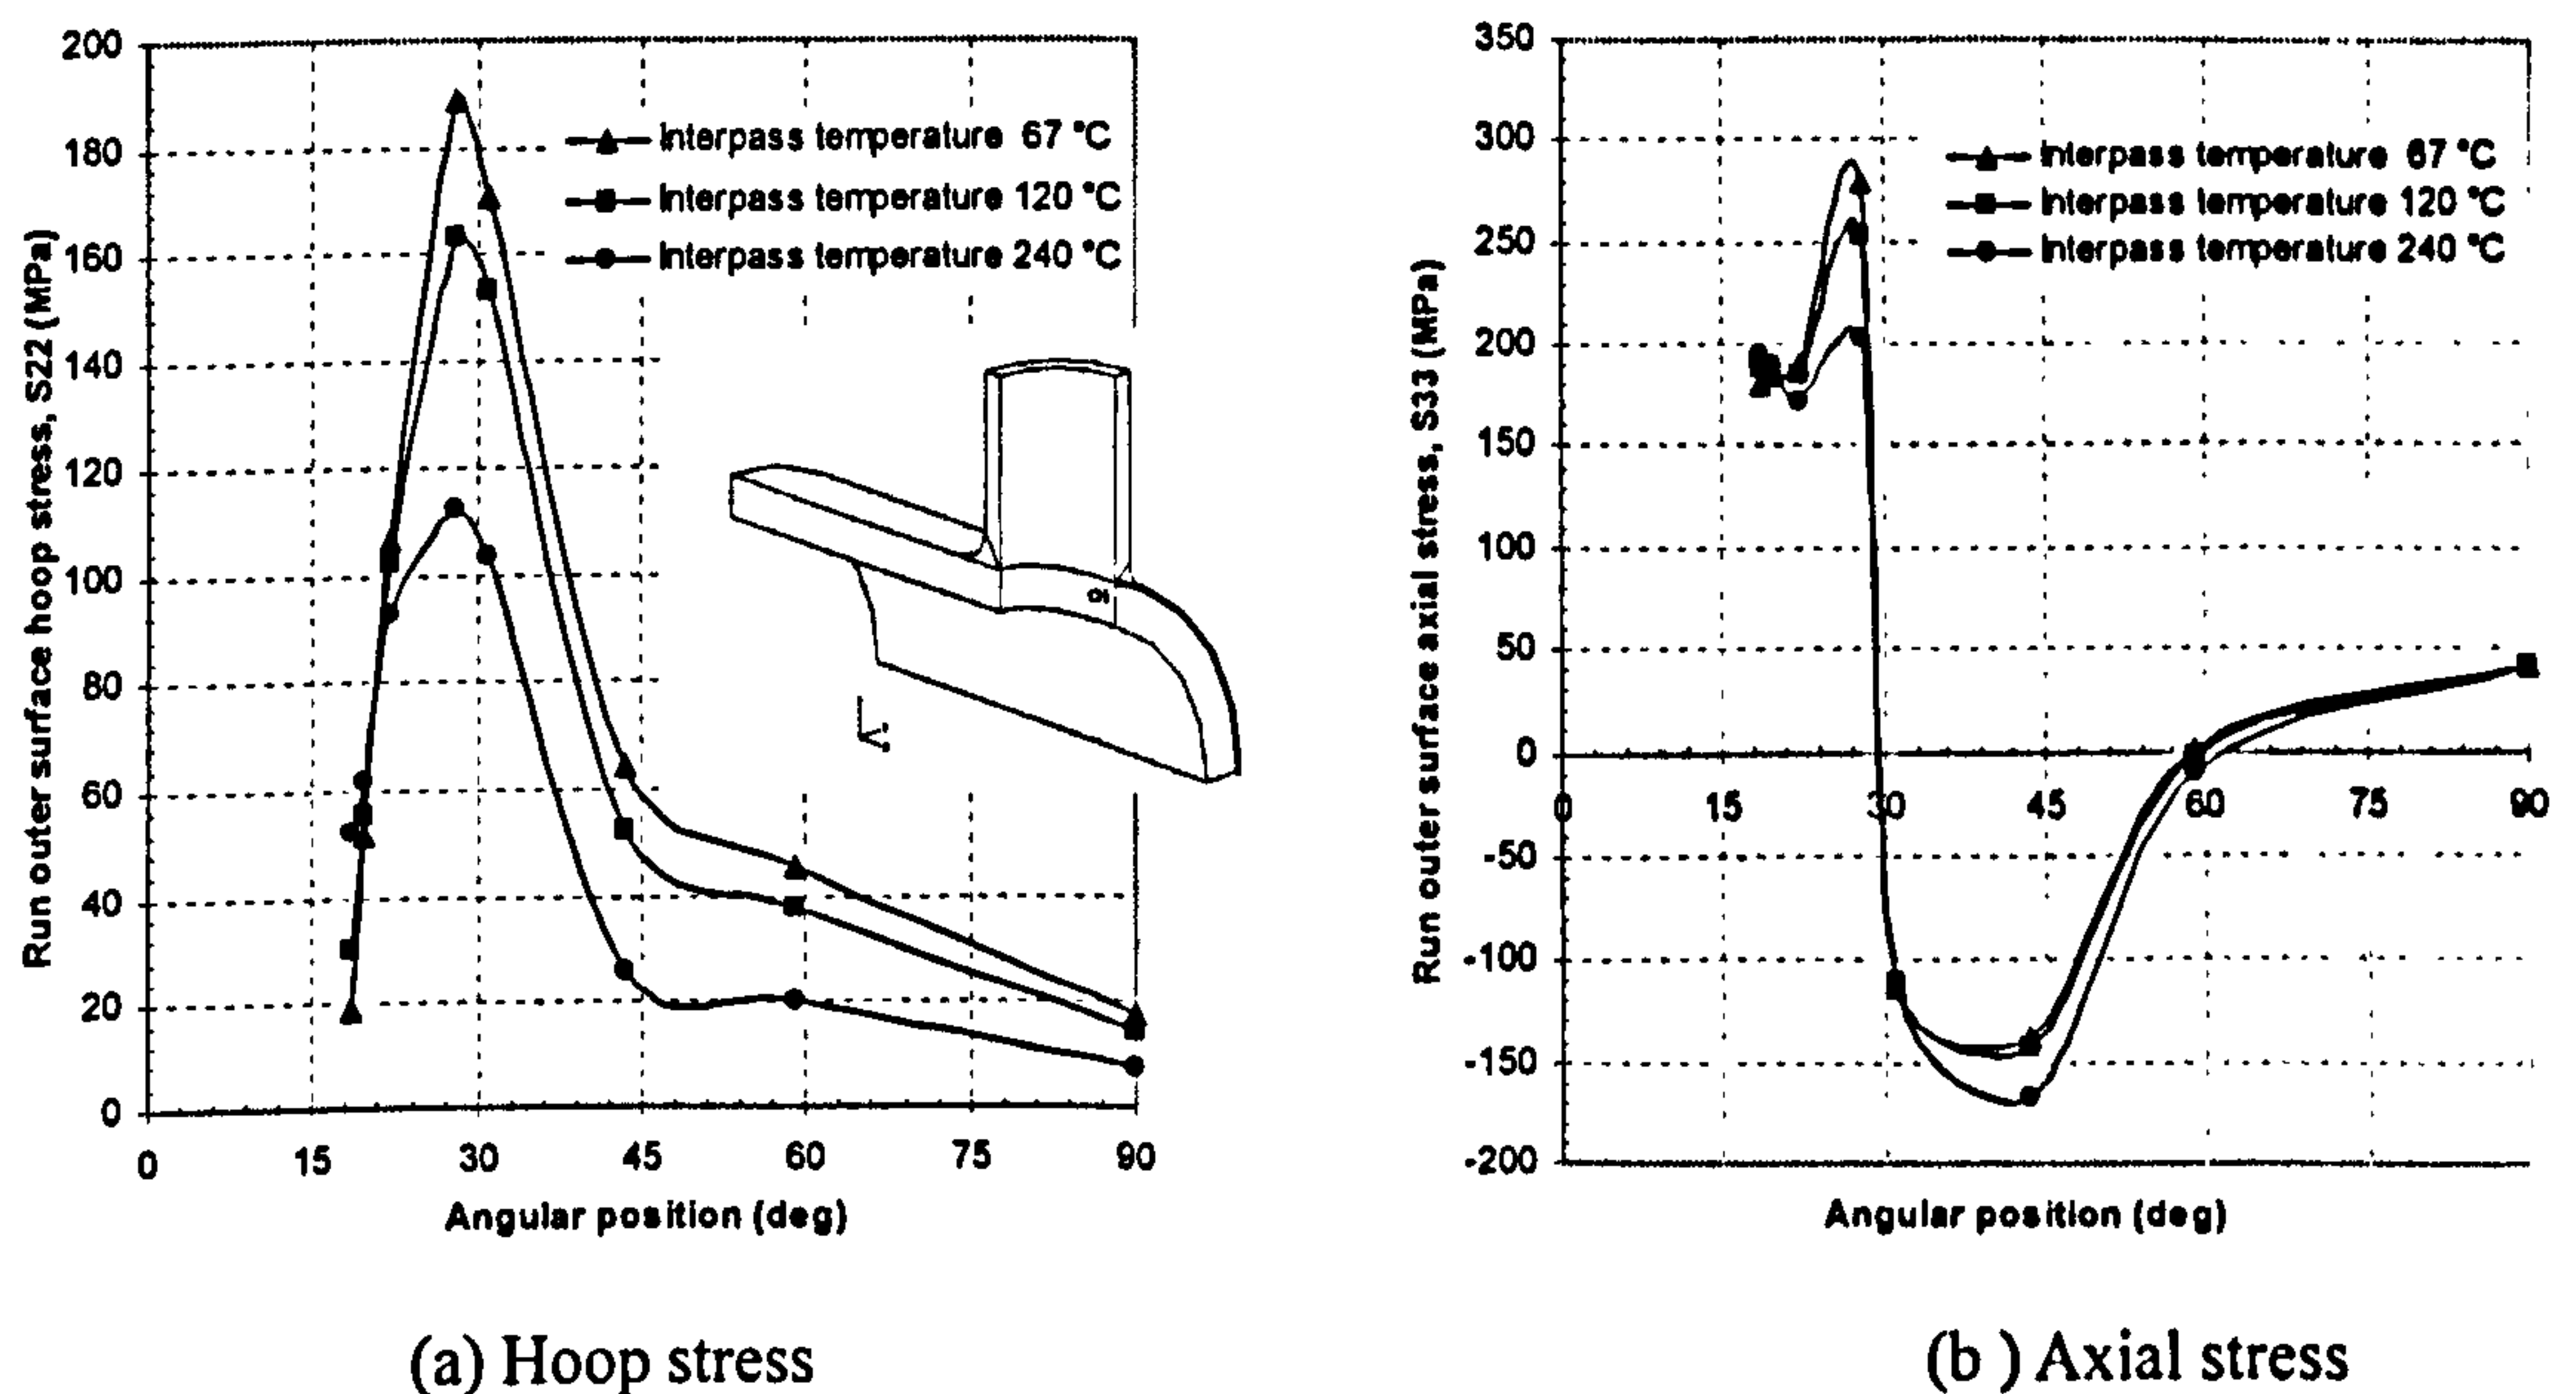 Run outer surface hoop stress, S22 (MPa)
200
180
160
140
120
100
80
60
40
20
0
0 15 30 45 60 75 90
Angular position (deg)
Interpass temperature 67 °C
Interpass temperature 120 °C
Interpass temperature 240 °C
(a) Hoop stress
Run outer surface axial stress, S33 (MPa)
350
300
250
200
150
100
50
0
-50
-100
-150
-200
0 15 30 45 60 75 90
Angular position (deg)
Interpass temperature 67 °C
Interpass temperature 120 °C
Interpass temperature 240 °C
(b ) Axial stress